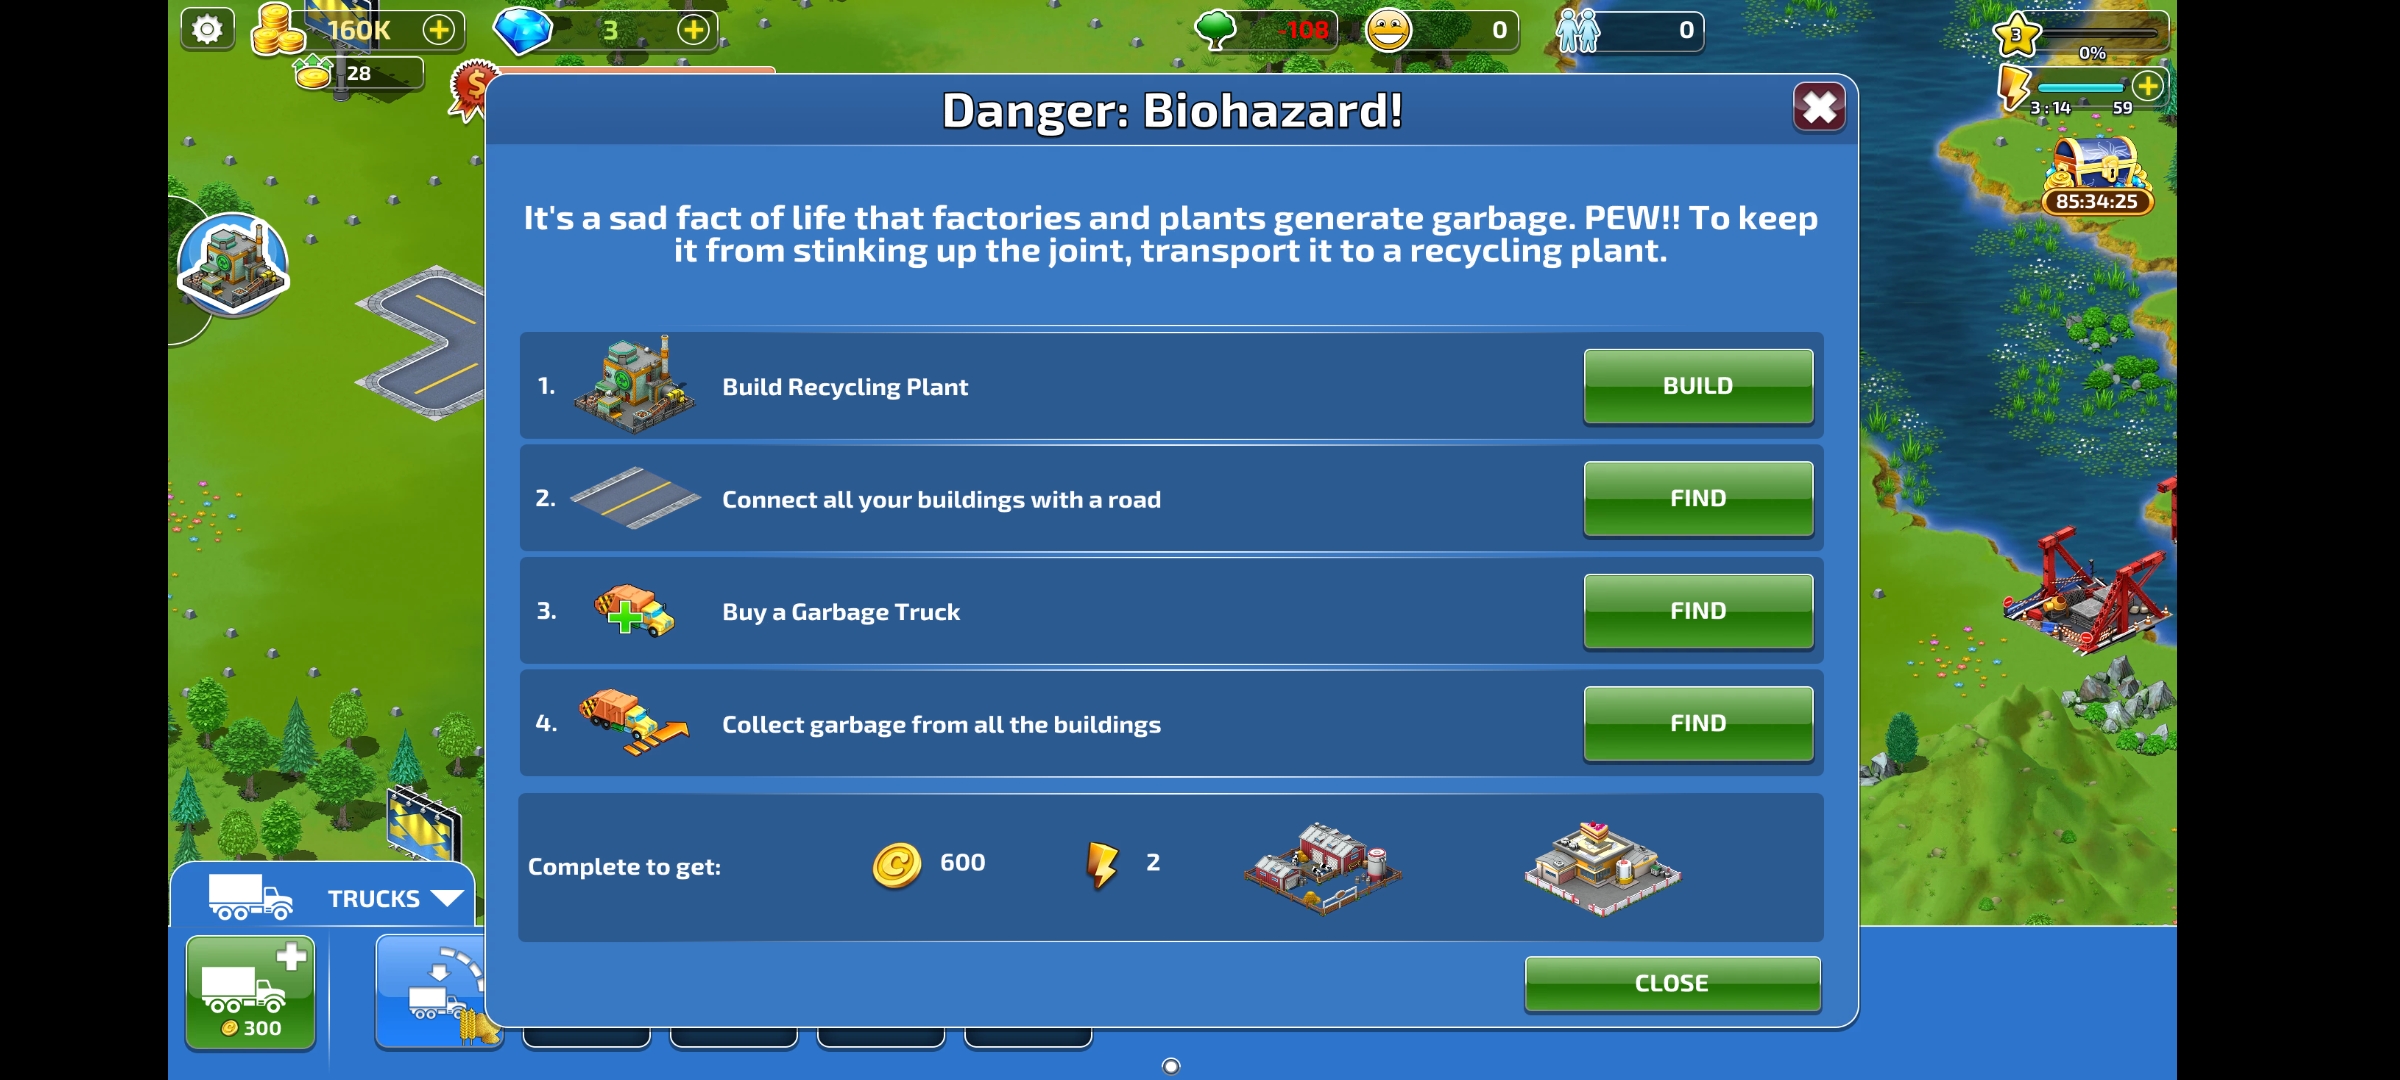 160K
3
-108
0
0
3
0%
28
3:14
59
85:34:25
Danger: Biohazard!
It's a sad fact of life that factories and plants generate garbage. PEW!! To keep
it from stinking up the joint, transport it to a recycling plant.
1.
Build Recycling Plant
BUILD
2.
Connect all your buildings with a road
FIND
3.
Buy a Garbage Truck
FIND
4.
Collect garbage from all the buildings
FIND
Complete to get:
600
2
CLOSE
TRUCKS
300